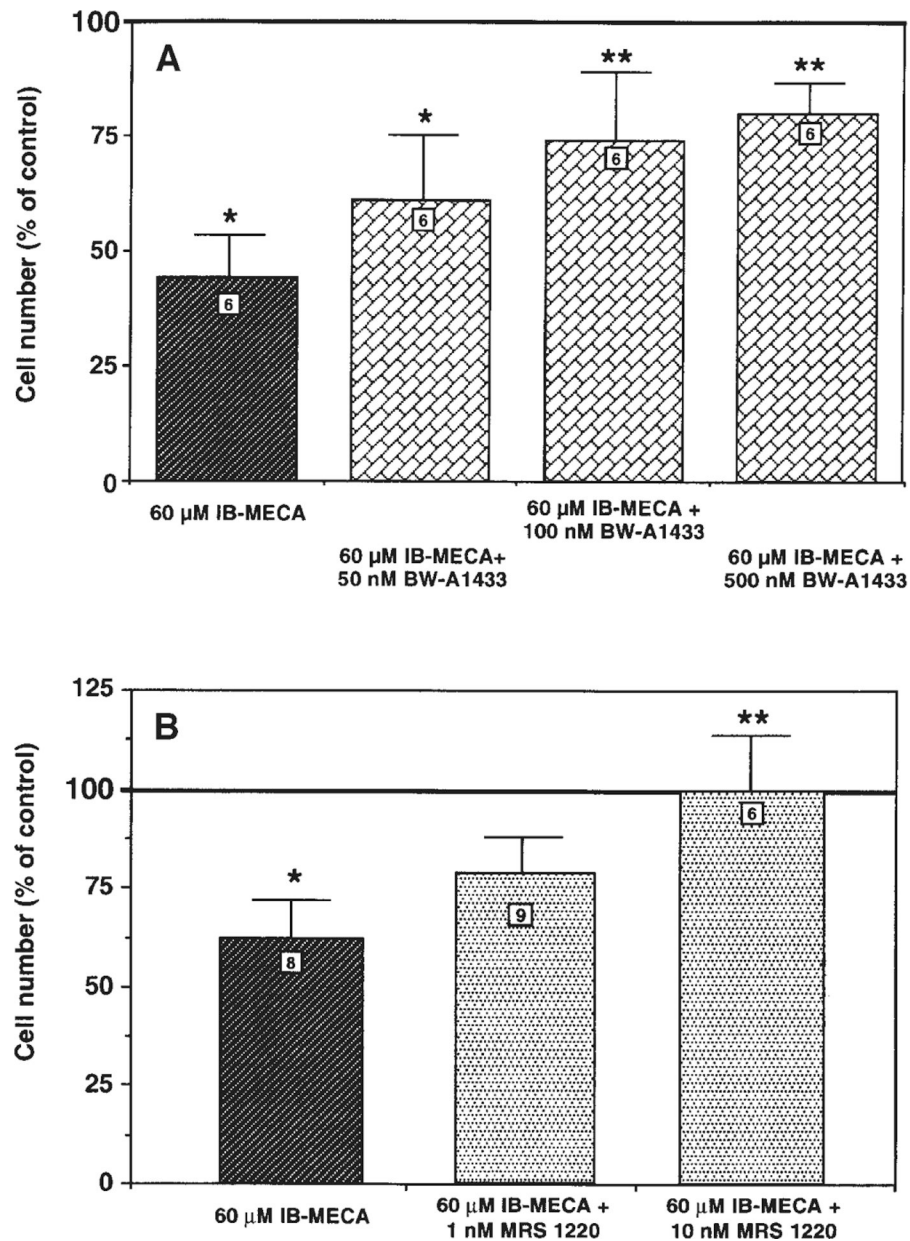 A
Cell number (% of control)
100
75
50
25
0
*
*
**
**
6
6
6
6
60 µM IB-MECA
60 µM IB-MECA+
50 nM BW-A1433
60 µM IB-MECA +
100 nM BW-A1433
60 µM IB-MECA +
500 nM BW-A1433
B
Cell number (% of control)
125
100
75
50
25
0
*
**
8
9
6
60 µM IB-MECA
60 µM IB-MECA +
1 nM MRS 1220
60 µM IB-MECA +
10 nM MRS 1220